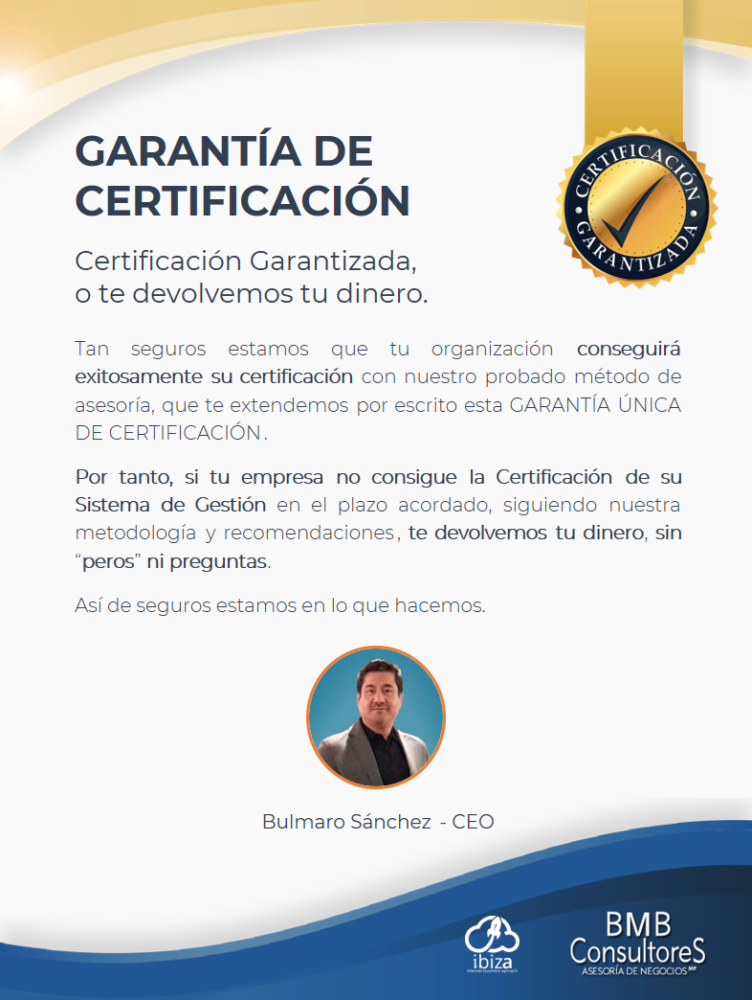 GARANTÍA DE
CERTIFICACIÓN
CERTIFICACIÓN
GARANTIZADA
Certificación Garantizada,
o te devolvemos tu dinero.
Tan seguros estamos que tu organización conseguirá
exitosamente su certificación con nuestro probado método de
asesoría, que te extendemos por escrito esta GARANTÍA ÚNICA
DE CERTIFICACIÓN.
Por tanto, si tu empresa no consigue la Certificación de su
Sistema de Gestión en el plazo acordado, siguiendo nuestra
metodología y recomendaciones, te devolvemos tu dinero, sin
“peros” ni preguntas.
Así de seguros estamos en lo que hacemos.
Bulmaro Sánchez - CEO
ibiza
internet business aproach
BMB
ConsultoreS
ASESORÍA DE NEGOCIOS MR